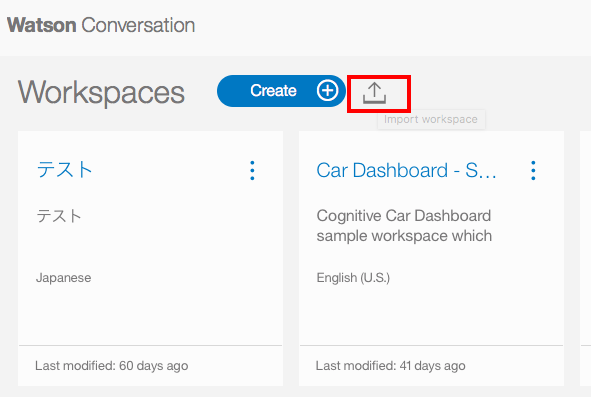 Watson Conversation
Workspaces
Create
Import workspace
テスト
テスト
Japanese
Last modified: 60 days ago
Car Dashboard - S...
Cognitive Car Dashboard
sample workspace which
English (U.S.)
Last modified: 41 days ago